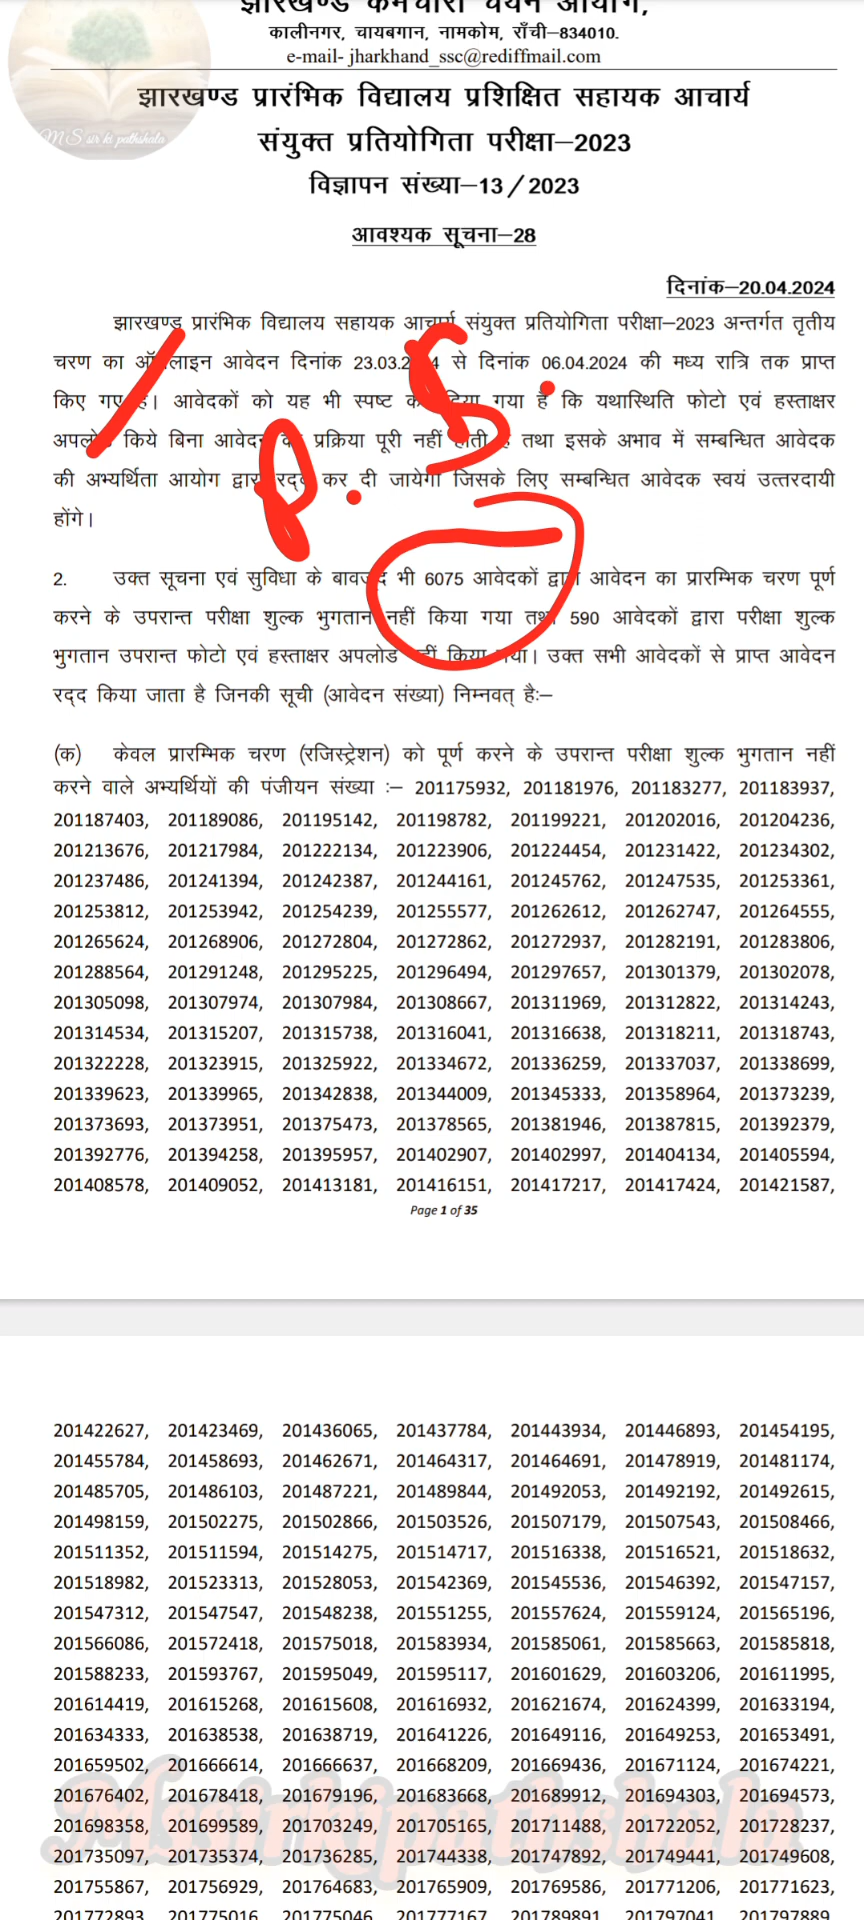 झारखण्ड कर्मचारी चयन आयोग,
कालीनगर, चायबगान, नामकोम, राँची–834010.
e-mail- jharkhand_ssc@rediffmail.com
M S sir ki pathshala
झारखण्ड प्रारंभिक विद्यालय प्रशिक्षित सहायक आचार्य
संयुक्त प्रतियोगिता परीक्षा–2023
विज्ञापन संख्या–13/2023
आवश्यक सूचना–28
दिनांक–20.04.2024
झारखण्ड प्रारंभिक विद्यालय सहायक आचार्य संयुक्त प्रतियोगिता परीक्षा–2023 अन्तर्गत तृतीय
चरण का ऑनलाइन आवेदन दिनांक 23.03.2024 से दिनांक 06.04.2024 की मध्य रात्रि तक प्राप्त
किए गए है। आवेदकों को यह भी स्पष्ट दिया गया है कि यथास्थिति फोटो एवं हस्ताक्षर
अपलोड किये बिना आवेदन की प्रक्रिया पूरी नहीं होती है तथा इसके अभाव में सम्बन्धित आवेदक
की अभ्यर्थिता आयोग द्वारा रद्द कर दी जायेगी जिसके लिए सम्बन्धित आवेदक स्वयं उत्तरदायी
होंगे।
P. S.
2. उक्त सूचना एवं सुविधा के बावजूद भी 6075 आवेदकों द्वारा आवेदन का प्रारम्भिक चरण पूर्ण
करने के उपरान्त परीक्षा शुल्क भुगतान नहीं किया गया तथा 590 आवेदकों द्वारा परीक्षा शुल्क
भुगतान उपरान्त फोटो एवं हस्ताक्षर अपलोड नहीं किया गया। उक्त सभी आवेदकों से प्राप्त आवेदन
रद्द किया जाता है जिनकी सूची (आवेदन संख्या) निम्नवत् है:–
(क) केवल प्रारम्भिक चरण (रजिस्ट्रेशन) को पूर्ण करने के उपरान्त परीक्षा शुल्क भुगतान नहीं
करने वाले अभ्यर्थियों की पंजीयन संख्या :– 201175932, 201181976, 201183277, 201183937,
201187403, 201189086, 201195142, 201198782, 201199221, 201202016, 201204236,
201213676, 201217984, 201222134, 201223906, 201224454, 201231422, 201234302,
201237486, 201241394, 201242387, 201244161, 201245762, 201247535, 201253361,
201253812, 201253942, 201254239, 201255577, 201262612, 201262747, 201264555,
201265624, 201268906, 201272804, 201272862, 201272937, 201282191, 201283806,
201288564, 201291248, 201295225, 201296494, 201297657, 201301379, 201302078,
201305098, 201307974, 201307984, 201308667, 201311969, 201312822, 201314243,
201314534, 201315207, 201315738, 201316041, 201316638, 201318211, 201318743,
201322228, 201323915, 201325922, 201334672, 201336259, 201337037, 201338699,
201339623, 201339965, 201342838, 201344009, 201345333, 201358964, 201373239,
201373693, 201373951, 201375473, 201378565, 201381946, 201387815, 201392379,
201392776, 201394258, 201395957, 201402907, 201402997, 201404134, 201405594,
201408578, 201409052, 201413181, 201416151, 201417217, 201417424, 201421587,
Page 1 of 35
201422627, 201423469, 201436065, 201437784, 201443934, 201446893, 201454195,
201455784, 201458693, 201462671, 201464317, 201464691, 201478919, 201481174,
201485705, 201486103, 201487221, 201489844, 201492053, 201492192, 201492615,
201498159, 201502275, 201502866, 201503526, 201507179, 201507543, 201508466,
201511352, 201511594, 201514275, 201514717, 201516338, 201516521, 201518632,
201518982, 201523313, 201528053, 201542369, 201545536, 201546392, 201547157,
201547312, 201547547, 201548238, 201551255, 201557624, 201559124, 201565196,
201566086, 201572418, 201575018, 201583934, 201585061, 201585663, 201585818,
201588233, 201593767, 201595049, 201595117, 201601629, 201603206, 201611995,
201614419, 201615268, 201615608, 201616932, 201621674, 201624399, 201633194,
201634333, 201638538, 201638719, 201641226, 201649116, 201649253, 201653491,
201659502, 201666614, 201666637, 201668209, 201669436, 201671124, 201674221,
201676402, 201678418, 201679196, 201683668, 201689912, 201694303, 201694573,
201698358, 201699589, 201703249, 201705165, 201711488, 201722052, 201728237,
Mssirkipathshala
201735097, 201735374, 201736285, 201744338, 201747892, 201749441, 201749608,
201755867, 201756929, 201764683, 201765909, 201769586, 201771206, 201771623,
201772893, 201775016, 201775046, 201777167, 201789891, 201797041, 201797889,